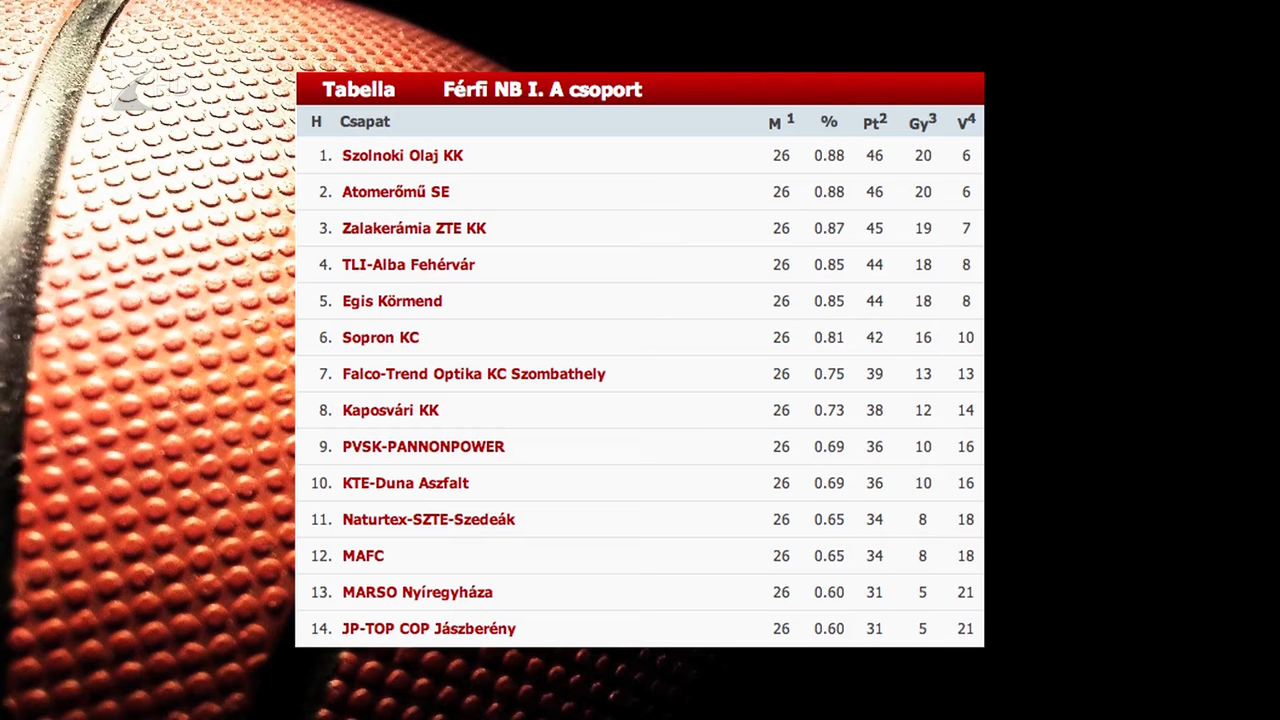 Tabella Férfi NB I. A csoport
H Csapat M ¹ % Pt² Gy³ V⁴
1. Szolnoki Olaj KK 26 0.88 46 20 6
2. Atomerőmű SE 26 0.88 46 20 6
3. Zalakerámia ZTE KK 26 0.87 45 19 7
4. TLI-Alba Fehérvár 26 0.85 44 18 8
5. Egis Körmend 26 0.85 44 18 8
6. Sopron KC 26 0.81 42 16 10
7. Falco-Trend Optika KC Szombathely 26 0.75 39 13 13
8. Kaposvári KK 26 0.73 38 12 14
9. PVSK-PANNONPOWER 26 0.69 36 10 16
10. KTE-Duna Aszfalt 26 0.69 36 10 16
11. Naturtex-SZTE-Szedeák 26 0.65 34 8 18
12. MAFC 26 0.65 34 8 18
13. MARSO Nyíregyháza 26 0.60 31 5 21
14. JP-TOP COP Jászberény 26 0.60 31 5 21